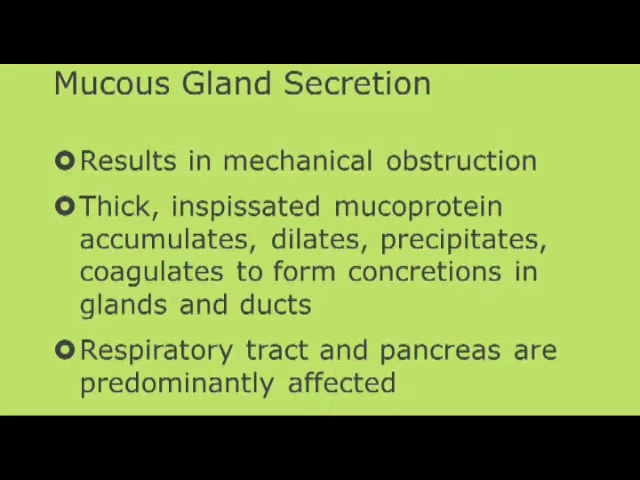 Mucous Gland Secretion
Results in mechanical obstruction
Thick, inspissated mucoprotein
accumulates, dilates, precipitates,
coagulates to form concretions in
glands and ducts
Respiratory tract and pancreas are
predominantly affected